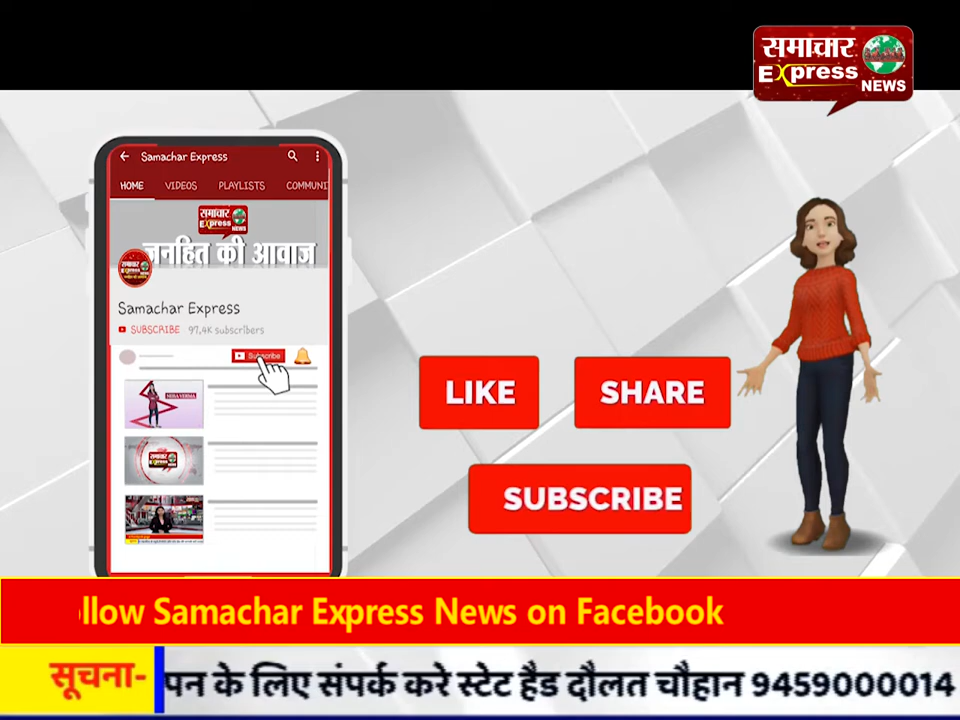 समाचार
Express
NEWS
Samachar Express
HOME VIDEOS PLAYLISTS COMMUNI
समाचार
Express
NEWS
जनहित की आवाज
Samachar Express
SUBSCRIBE 97.4K subscribers
Subscribe
LIKE SHARE
SUBSCRIBE
ollow Samachar Express News on Facebook
सूचना- पन के लिए संपर्क करे स्टेट हैड दौलत चौहान 9459000014